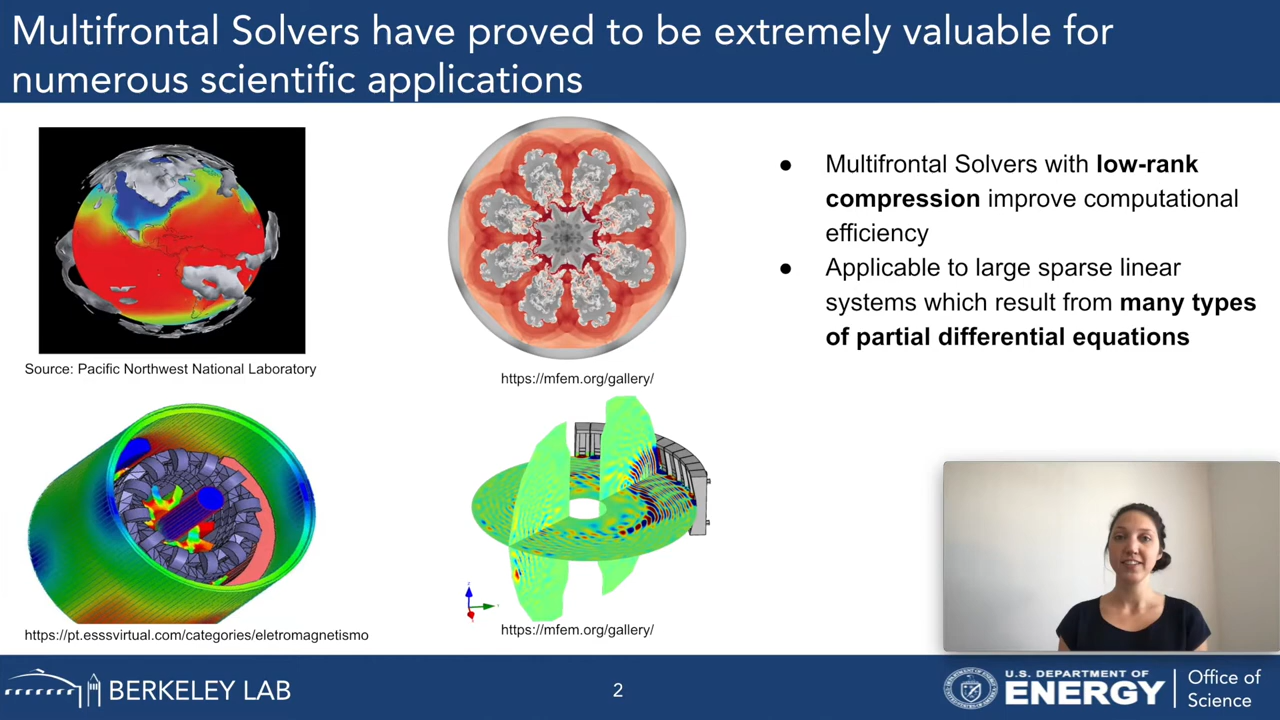 Multifrontal Solvers have proved to be extremely valuable for
numerous scientific applications
Source: Pacific Northwest National Laboratory
https://mfem.org/gallery/
https://pt.esssvirtual.com/categories/eletromagnetismo
https://mfem.org/gallery/
● Multifrontal Solvers with low-rank
compression improve computational
efficiency
● Applicable to large sparse linear
systems which result from many types
of partial differential equations
BERKELEY LAB
2
U.S. DEPARTMENT OF
ENERGY
Office of
Science